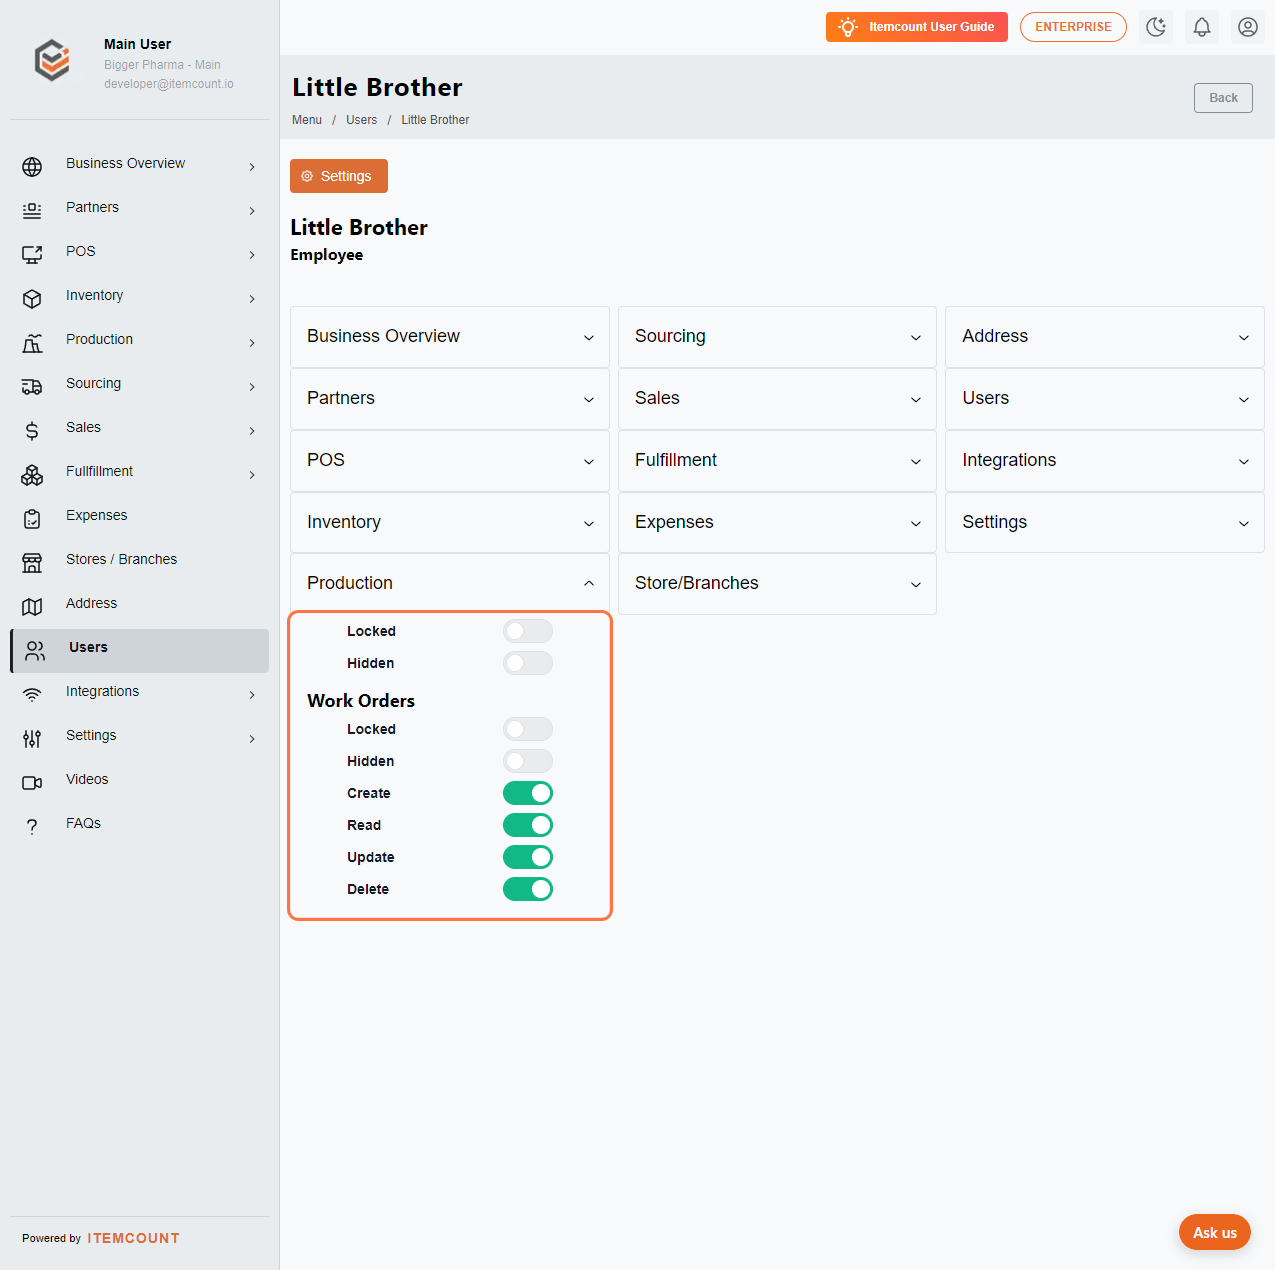 Main User
Bigger Pharma - Main
developer@itemcount.io
Business Overview
Partners
POS
Inventory
Production
Sourcing
Sales
Fullfillment
Expenses
Stores / Branches
Address
Users
Integrations
Settings
Videos
FAQs
Powered by ITEMCOUNT
Itemcount User Guide
ENTERPRISE
Little Brother
Menu / Users / Little Brother
Back
Settings
Little Brother
Employee
Business Overview
Partners
POS
Inventory
Production
Locked
Hidden
Work Orders
Locked
Hidden
Create
Read
Update
Delete
Sourcing
Sales
Fulfillment
Expenses
Store/Branches
Address
Users
Integrations
Settings
Ask us